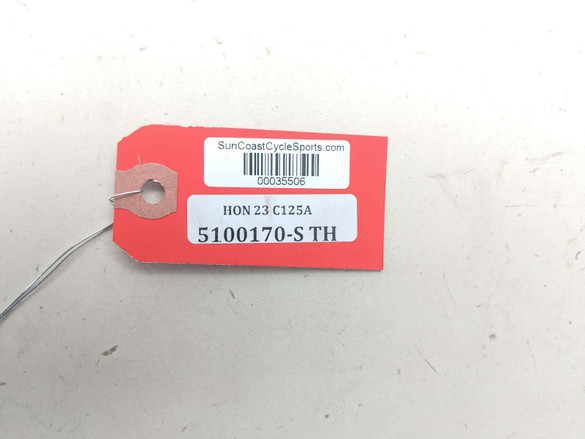 SunCoastCycleSports.com
00035506
HON 23 C125A
5100170-S TH